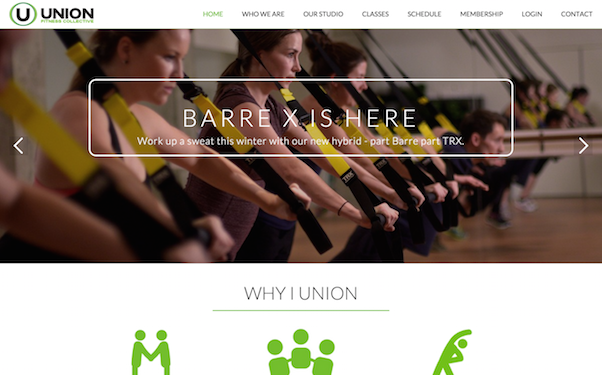 U UNION
FITNESS COLLECTIVE
HOME WHO WE ARE OUR STUDIO CLASSES SCHEDULE MEMBERSHIP LOGIN CONTACT
BARRE X IS HERE
Work up a sweat this winter with our new hybrid - part Barre part TRX.
TRX
WHY I UNION